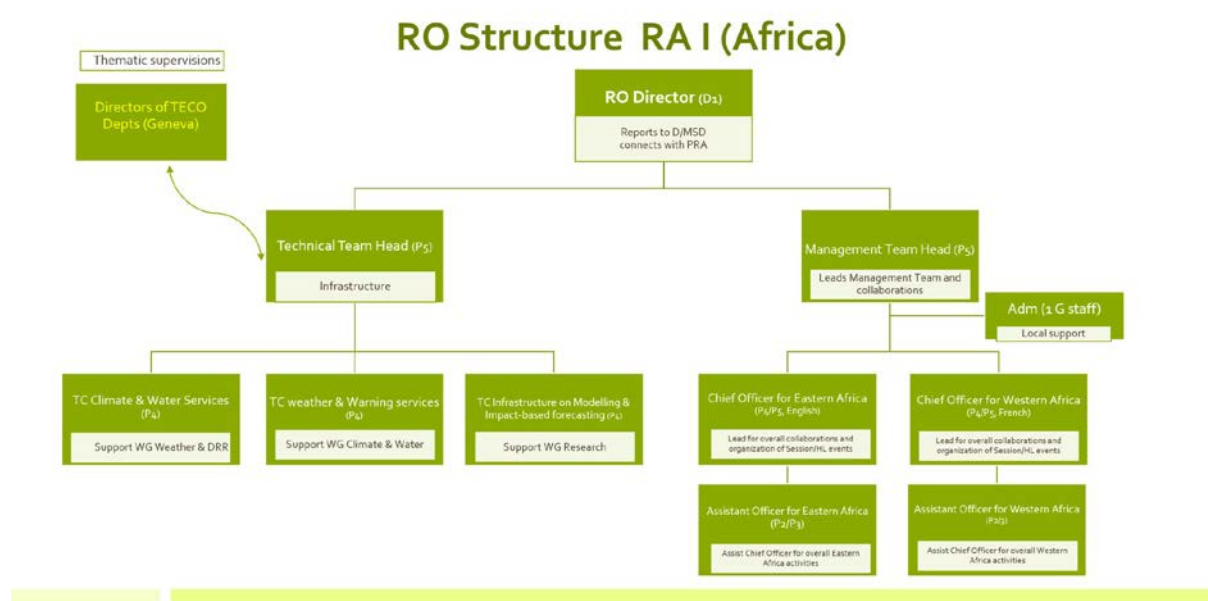 RO Structure RA I (Africa)
Thematic supervisions
Directors of TECO
Depts (Geneva)
RO Director (D1)
Reports to D/MSD
connects with PRA
Technical Team Head (P5)
Infrastructure
Management Team Head (P5)
Leads Management Team and
collaborations
Adm (1 G staff)
Local support
TC Climate & Water Services
(P4)
Support WG Weather & DRR
TC weather & Warning services
(P4)
Support WG Climate & Water
TC Infrastructure on Modelling &
Impact-based forecasting (P4)
Support WG Research
Chief Officer for Eastern Africa
(P4/P5, English)
Lead for overall collaborations and
organization of Session/HL events
Chief Officer for Western Africa
(P4/P5, French)
Lead for overall collaborations and
organization of Session/HL events
Assistant Officer for Eastern Africa
(P2/P3)
Assist Chief Officer for overall Eastern
Africa activities
Assistant Officer for Western Africa
(P2/3)
Assist Chief Officer for overall Western
Africa activities